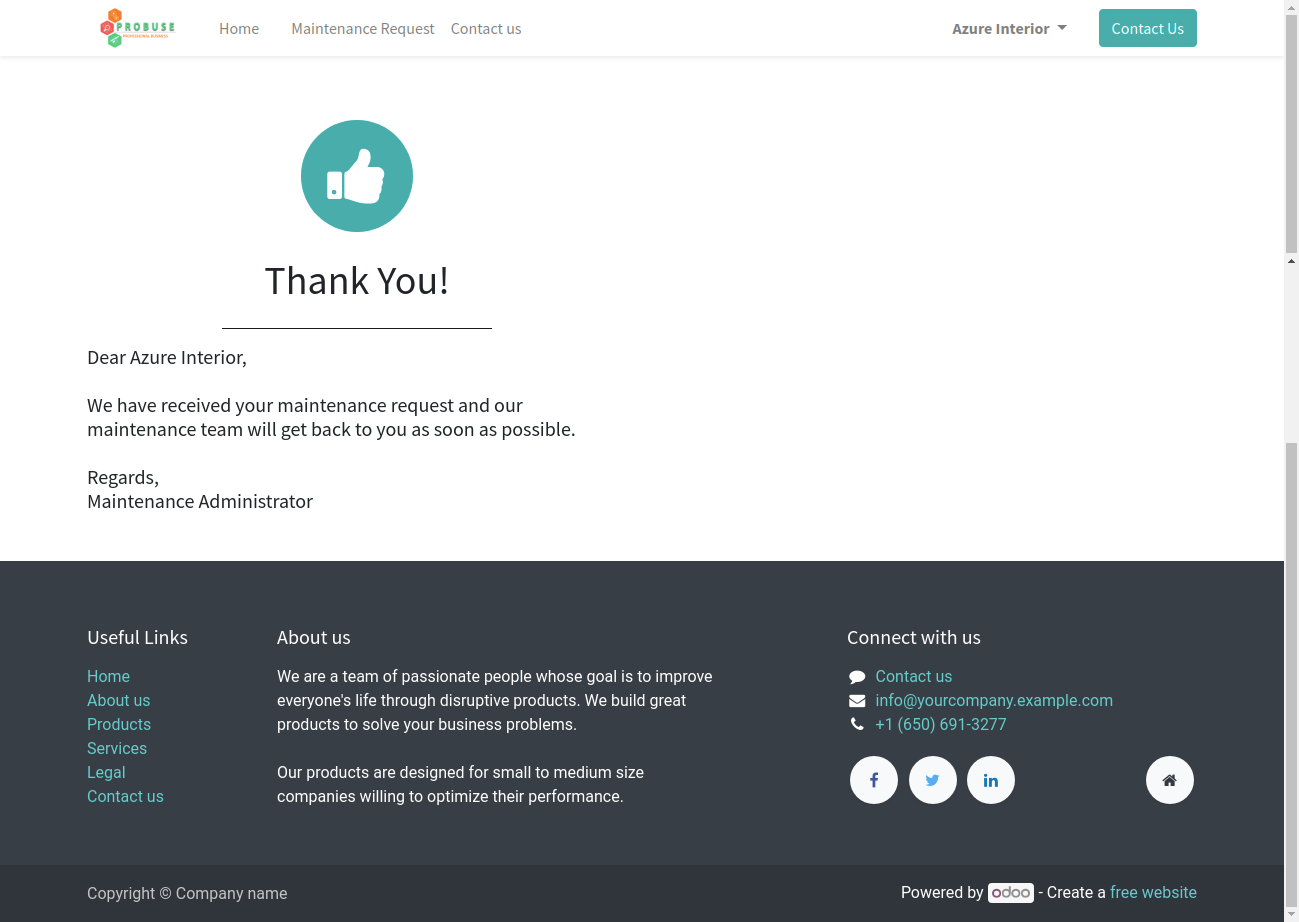 PROBUSE
PROFESSIONAL BUSINESS
Home
Maintenance Request
Contact us
Azure Interior
Contact Us
Thank You!
Dear Azure Interior,
We have received your maintenance request and our
maintenance team will get back to you as soon as possible.
Regards,
Maintenance Administrator
Useful Links
Home
About us
Products
Services
Legal
Contact us
About us
We are a team of passionate people whose goal is to improve
everyone's life through disruptive products. We build great
products to solve your business problems.
Our products are designed for small to medium size
companies willing to optimize their performance.
Connect with us
Contact us
info@yourcompany.example.com
+1 (650) 691-3277
Copyright © Company name
Powered by odoo - Create a free website